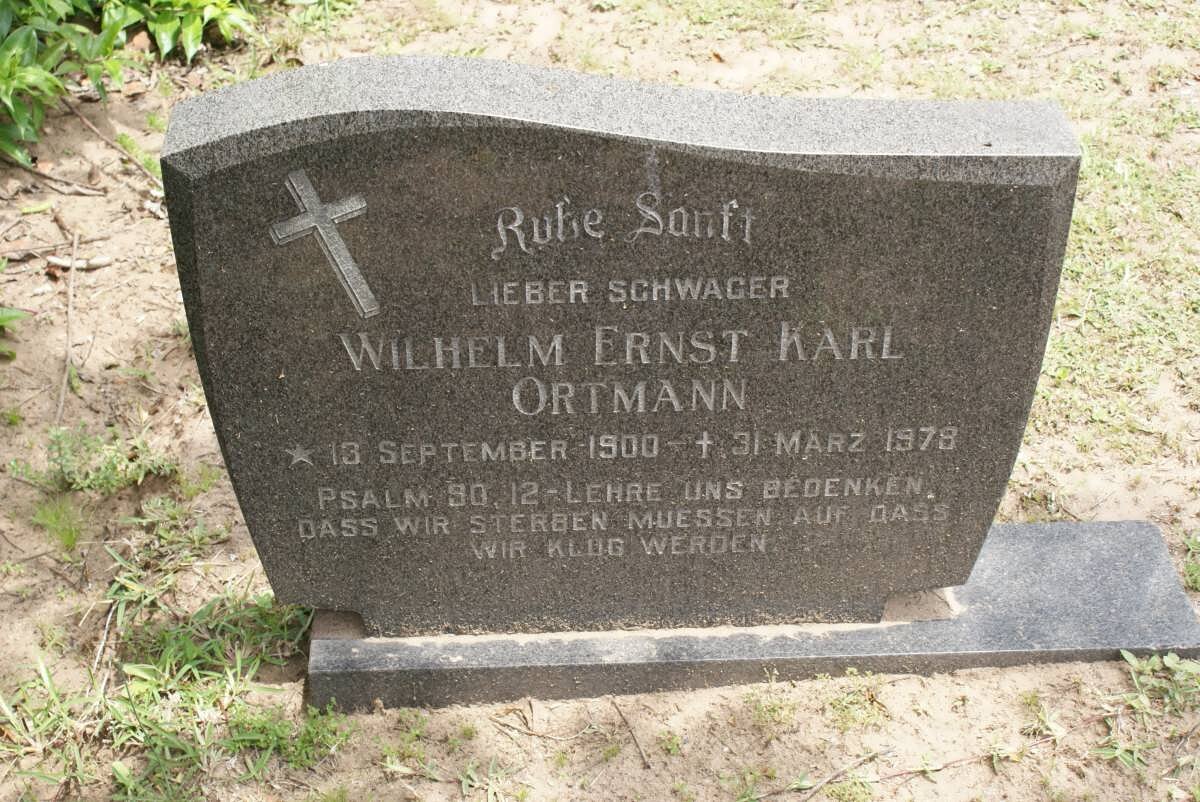 Ruhe Sanft
LIEBER SCHWAGER
WILHELM ERNST KARL
ORTMANN
★ 13 SEPTEMBER 1900 - ✝ 31 MÄRZ 1978
PSALM 90, 12 - LEHRE UNS BEDENKEN,
DASS WIR STERBEN MUESSEN AUF DASS
WIR KLUG WERDEN